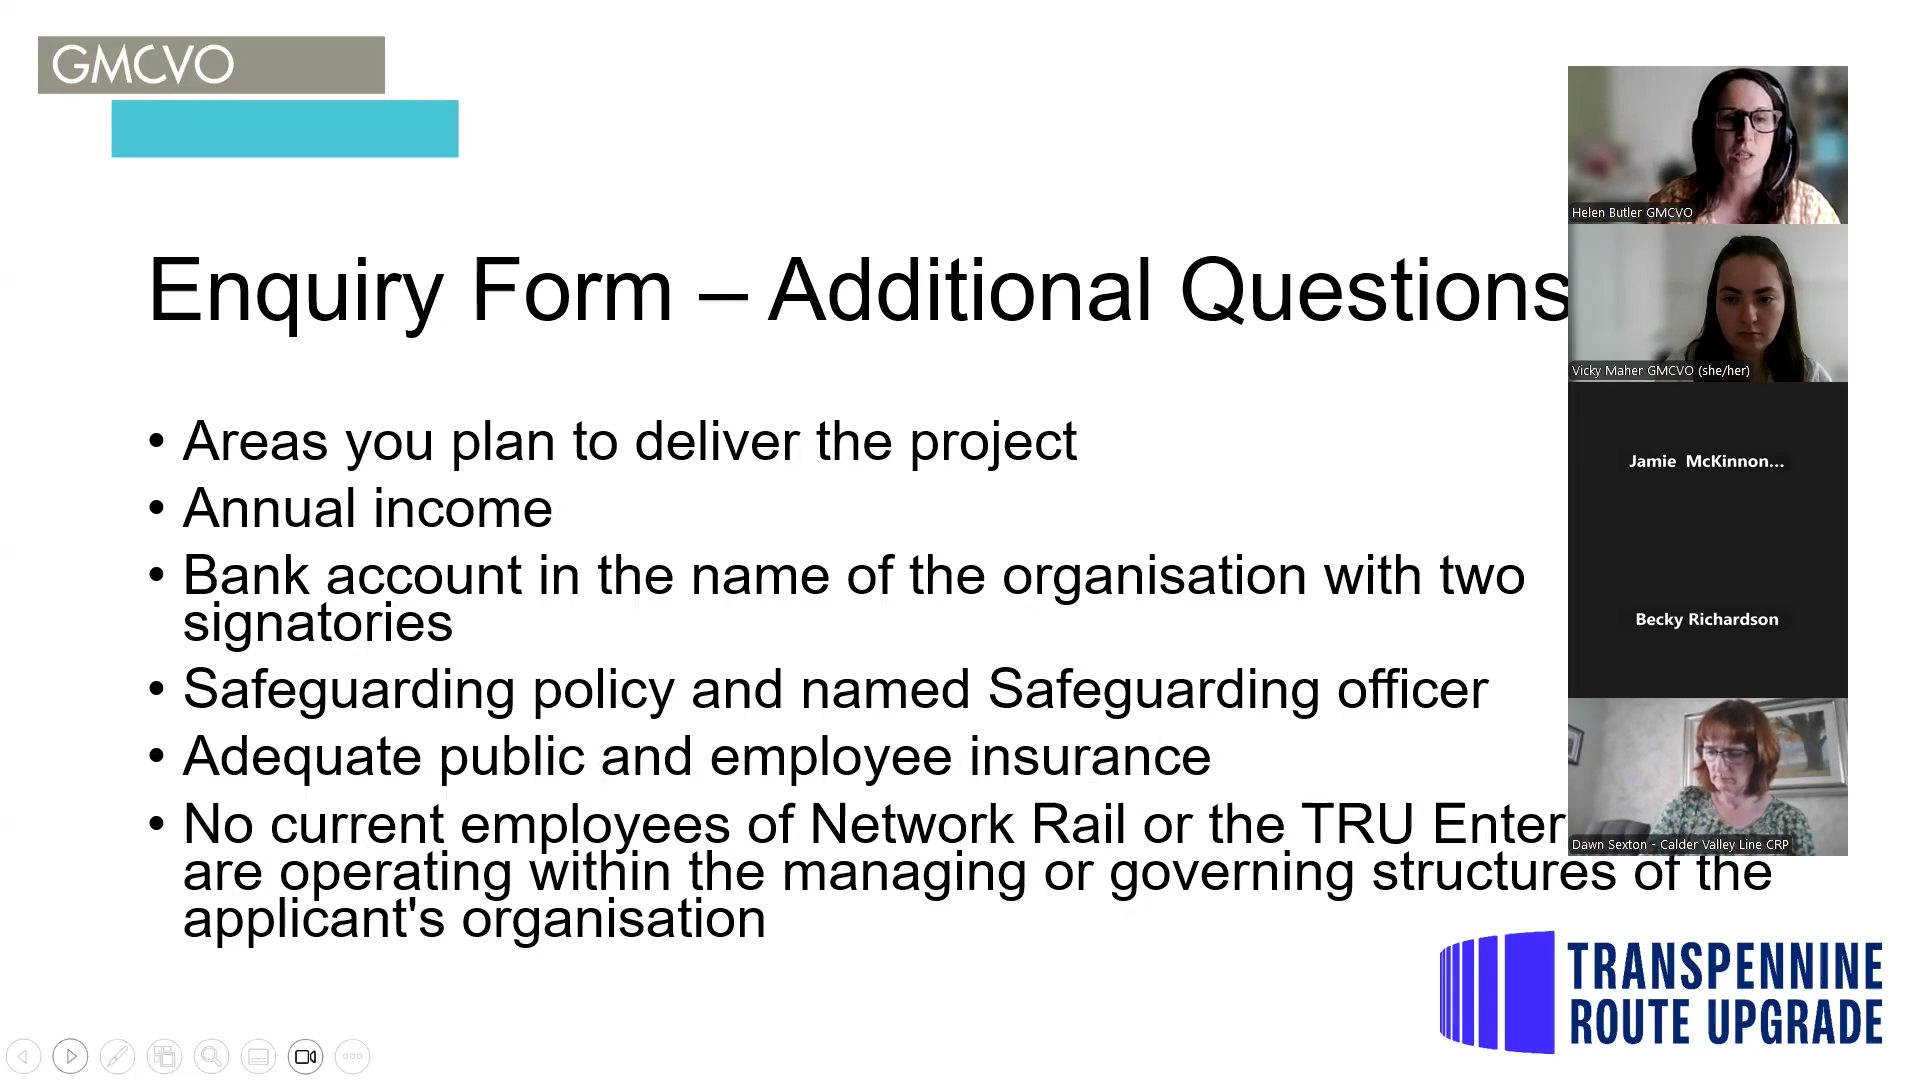 GMCVO
Enquiry Form – Additional Questions
• Areas you plan to deliver the project
• Annual income
• Bank account in the name of the organisation with two
signatories
• Safeguarding policy and named Safeguarding officer
• Adequate public and employee insurance
• No current employees of Network Rail or the TRU Enter
are operating within the managing or governing structures of the
applicant's organisation
Helen Butler GMCVO
Vicky Maher GMCVO (she/her)
Jamie McKinnon...
Becky Richardson
Dawn Sexton - Calder Valley Line CRP
TRANSPENNINE
ROUTE UPGRADE